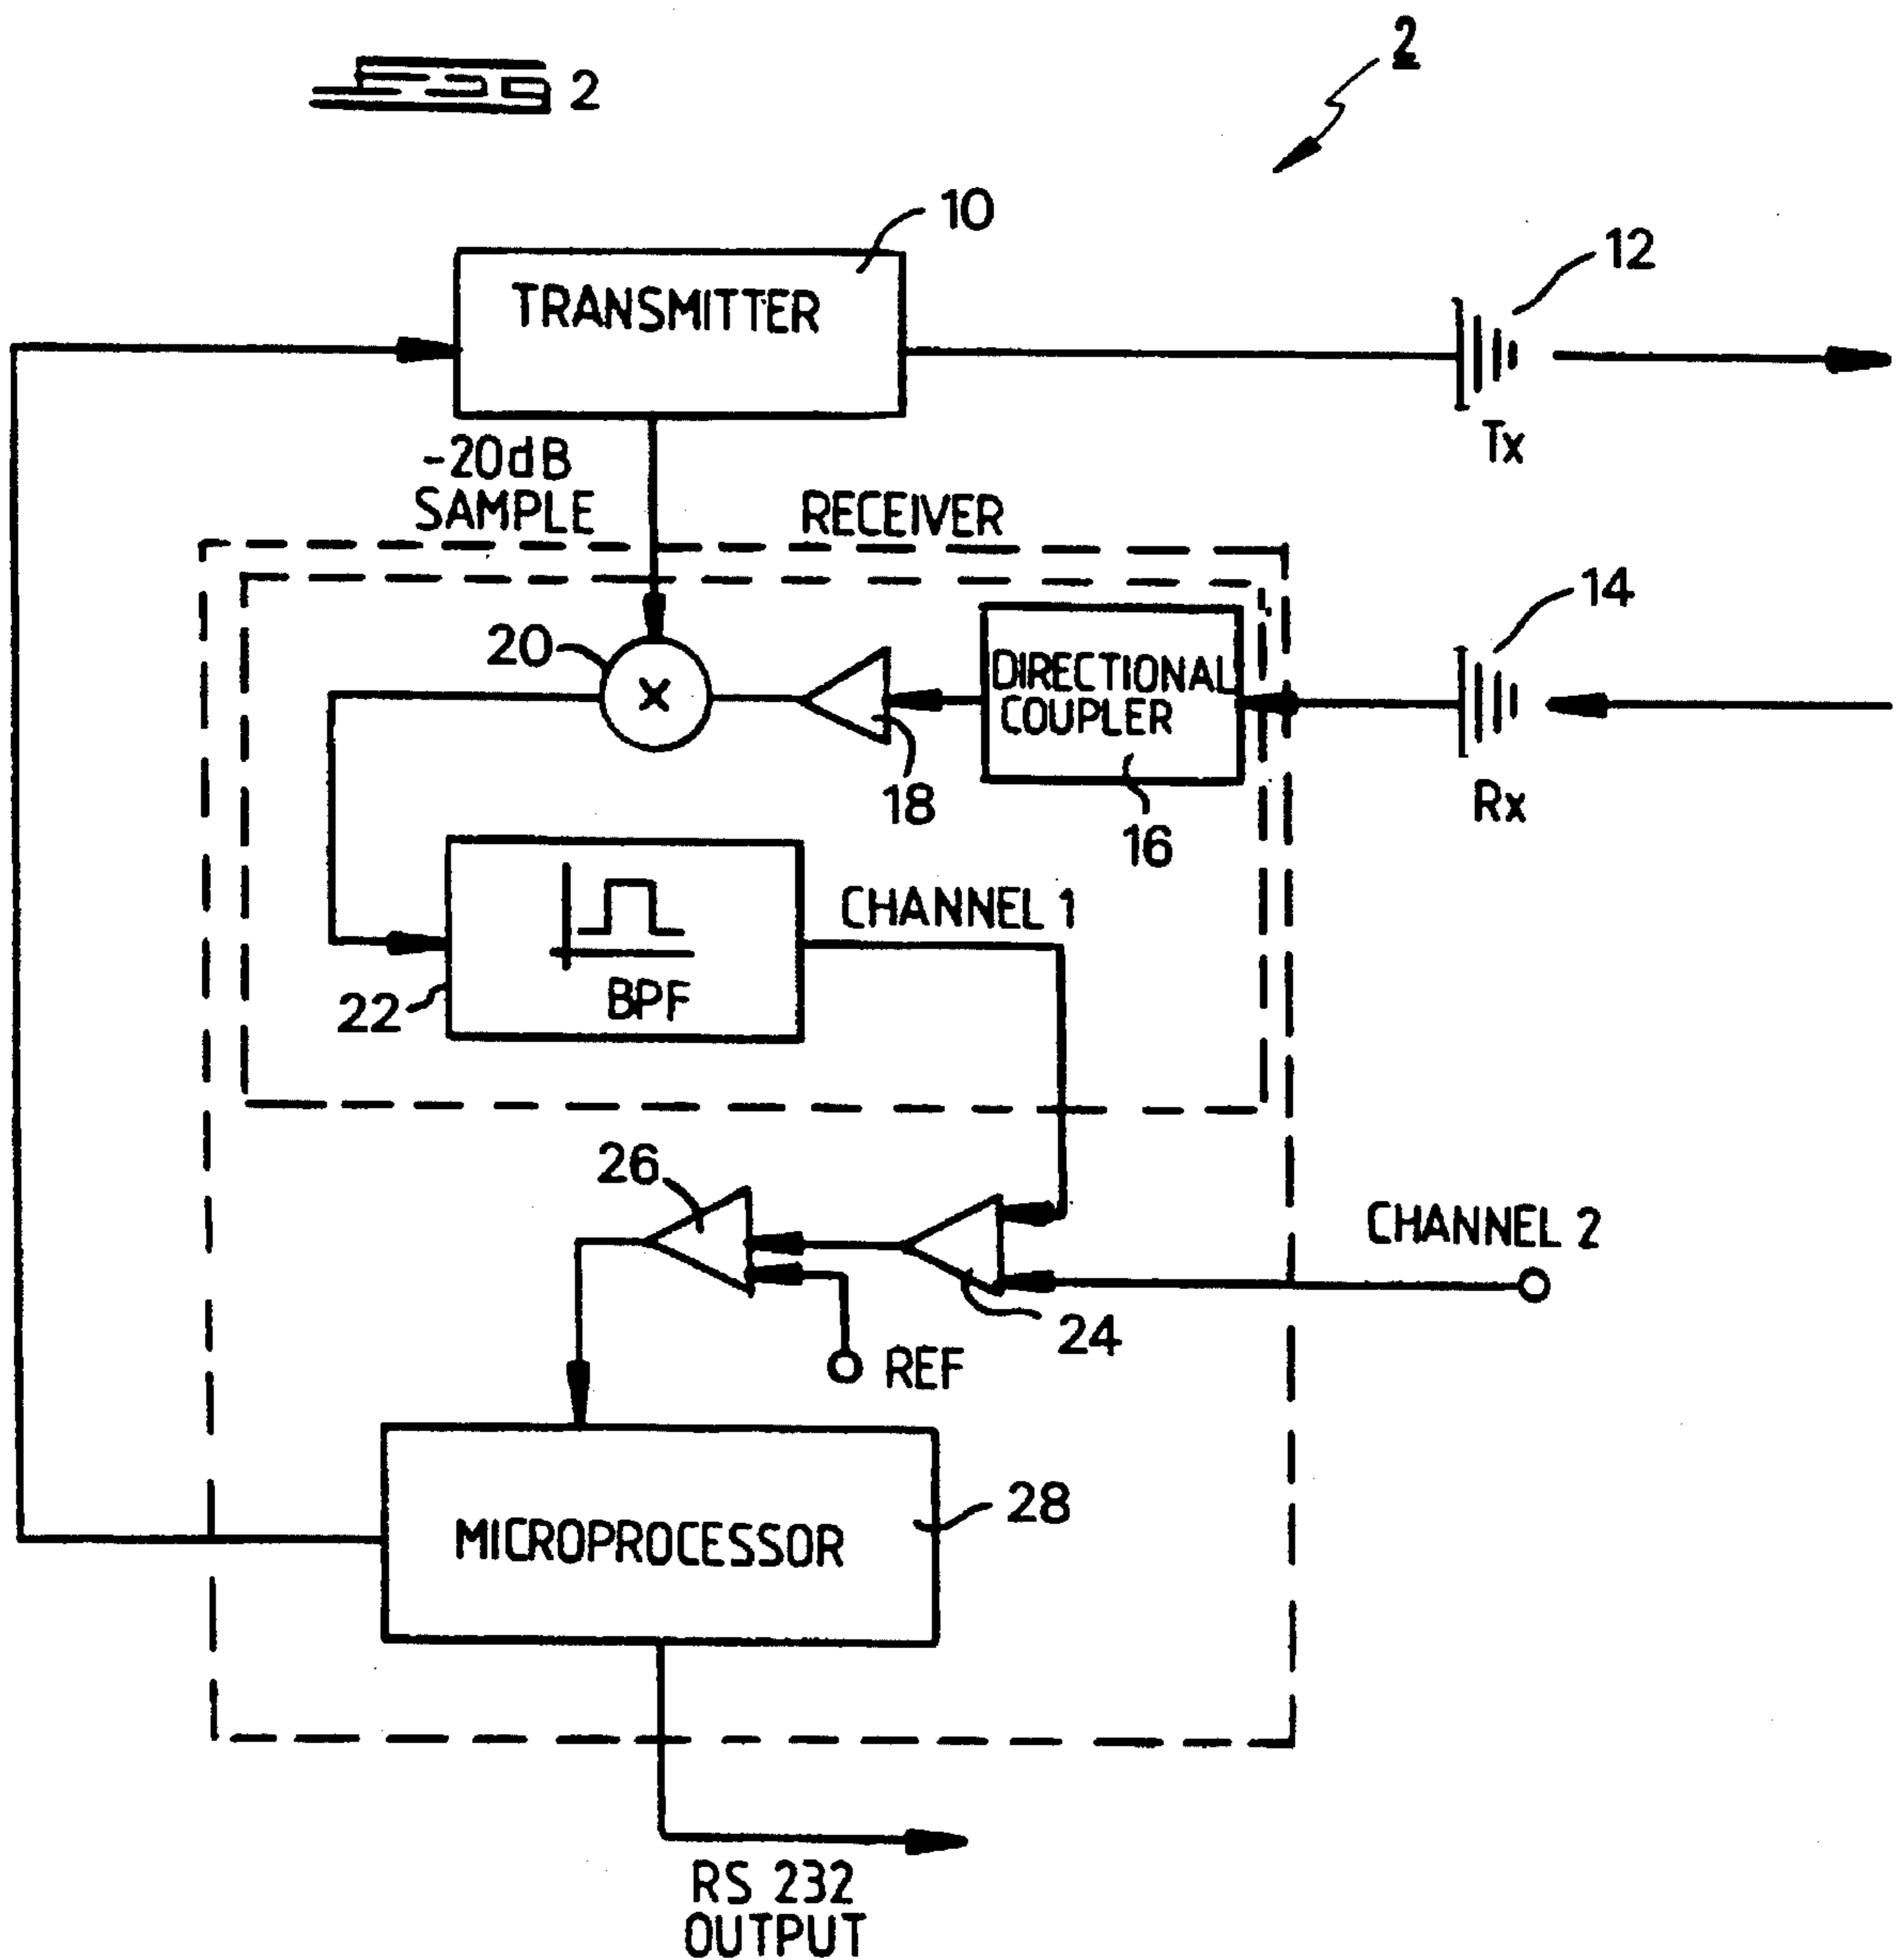 2
2
10
TRANSMITTER
12
Tx
-20dB
SAMPLE
RECEIVER
14
20
X
DIRECTIONAL
COUPLER
18
16
Rx
CHANNEL 1
22
BPF
26
CHANNEL 2
24
REF
28
MICROPROCESSOR
RS 232
OUTPUT